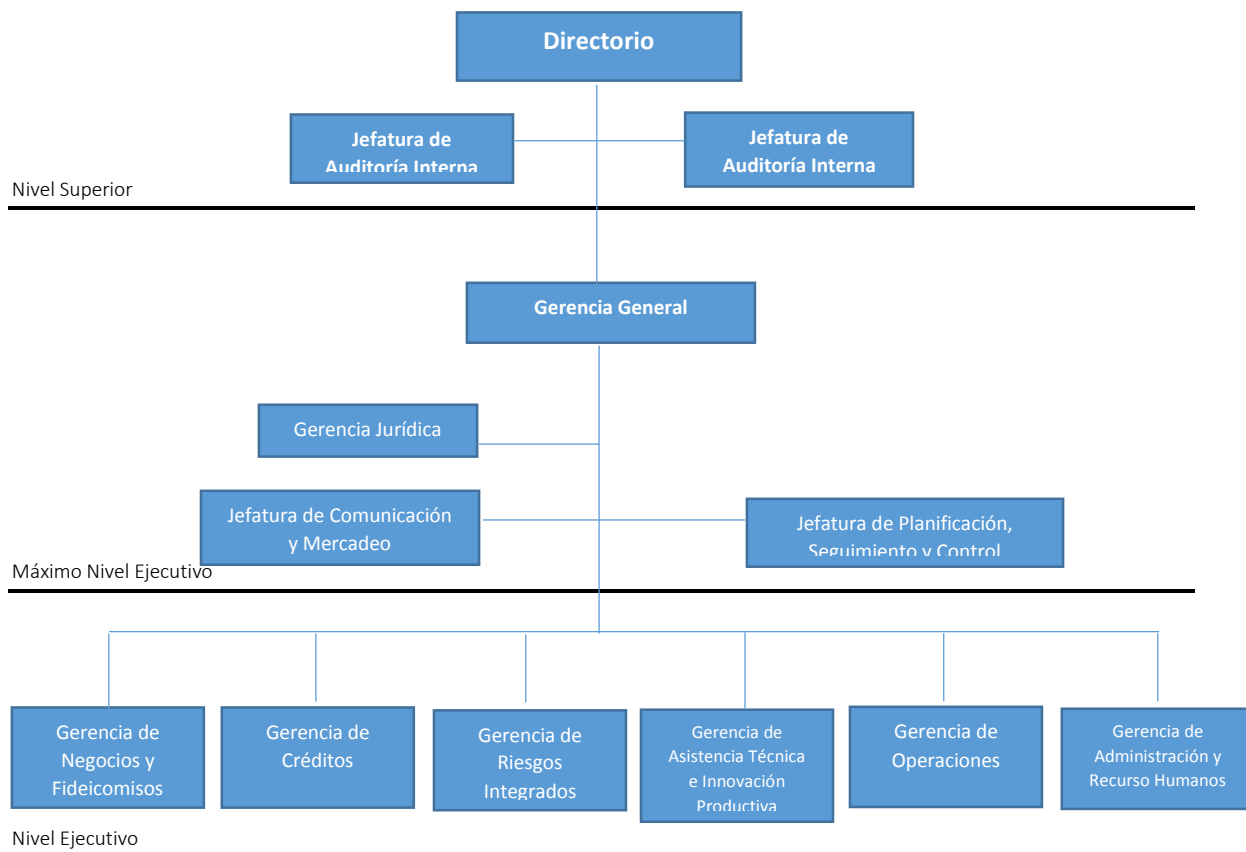 Directorio
Jefatura de
Auditoría Interna
Jefatura de
Auditoría Interna
Nivel Superior
Gerencia General
Gerencia Jurídica
Jefatura de Comunicación
y Mercadeo
Jefatura de Planificación,
Seguimiento y Control
Máximo Nivel Ejecutivo
Gerencia de
Negocios y
Fideicomisos
Gerencia de
Créditos
Gerencia de
Riesgos
Integrados
Gerencia de
Asistencia Técnica
e Innovación
Productiva
Gerencia de
Operaciones
Gerencia de
Administración y
Recurso Humanos
Nivel Ejecutivo